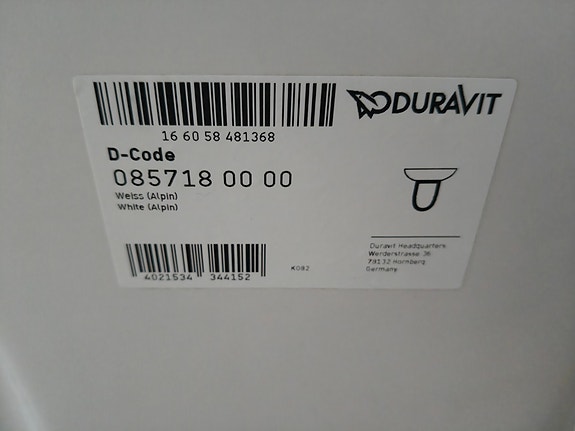 DURAVIT
16 60 58 481368
D-Code
085718 00 00
Weiss (Alpin)
White (Alpin)
Duravit Headquarters
Werderstrasse 36
79132 Hornberg
Germany
K082
4021534 344152